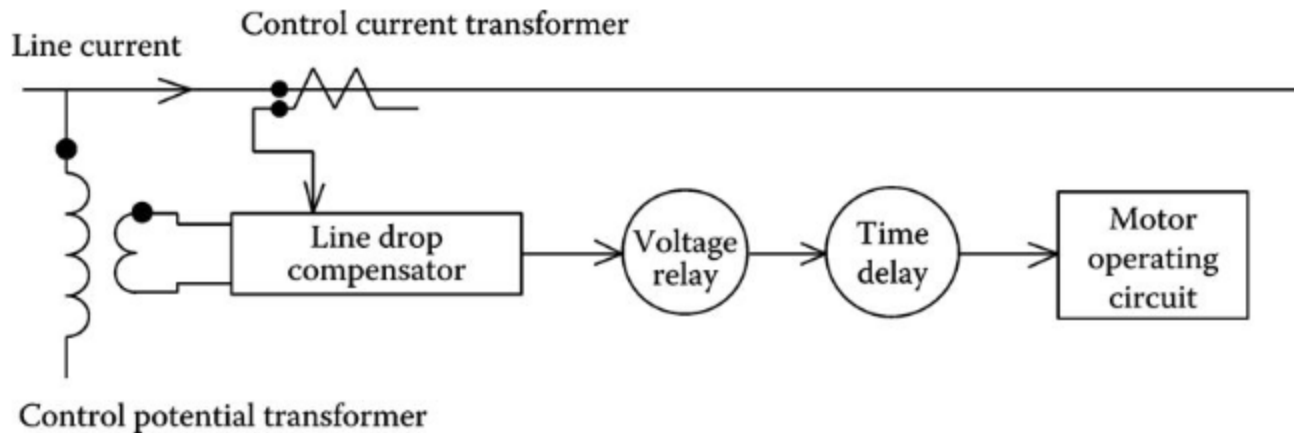 Control current transformer
Line current
Line drop
compensator
Voltage
relay
Time
delay
Motor
operating
circuit
Control potential transformer